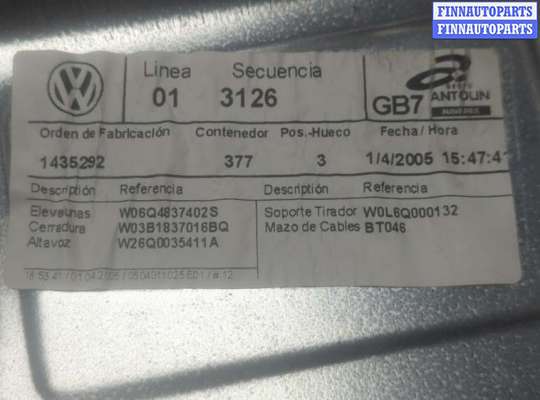 FINNAUTOPARTS
FINNAUTOPARTS
Linea Secuencia
01 3126
GB7 ANTOLIN
Orden de Fabricación Contenedor Pos.-Hueco Fecha / Hora
1435292 377 3 1/4/2005 15:47:41
Descripción Referencia Descripción Referencia
Elevalunas W06Q4837402S Soporte Tirador W0L6Q000132
Cerradura W03B1837016BQ Mazo de Cables BT046
Altavoz W26Q0035411A